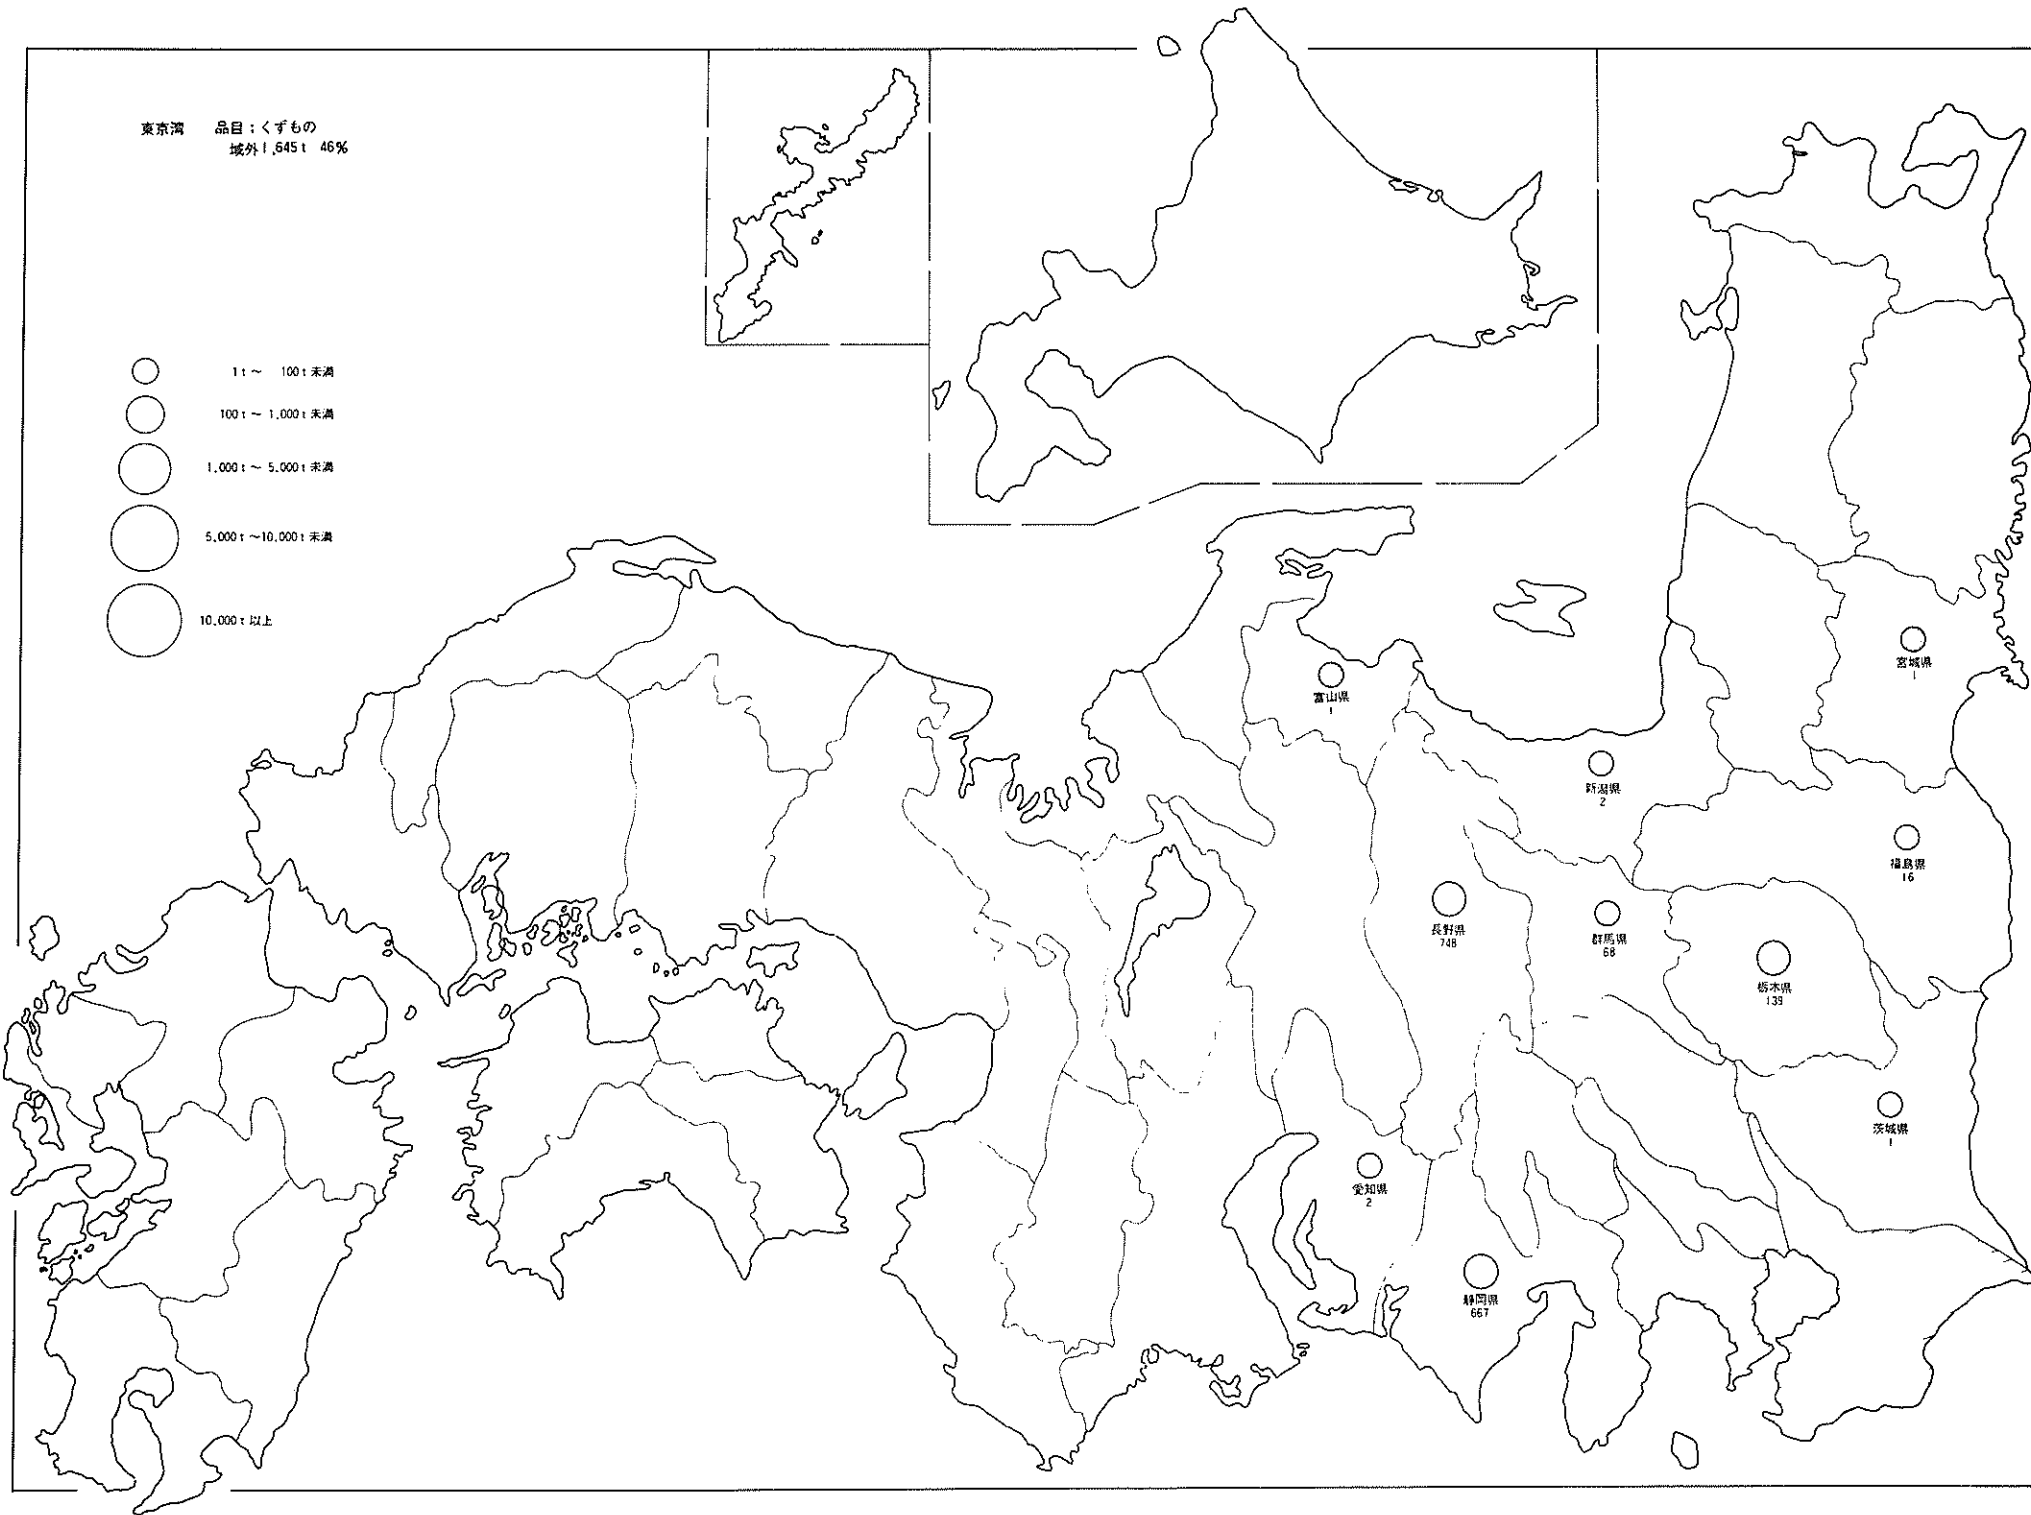 東京湾 品目：くずもの
域外1,645t 46%
1t～ 100t未満
100t～1,000t未満
1,000t～5,000t未満
5,000t～10,000t未満
10,000t以上
宮城県
1
富山県
1
新潟県
2
福島県
16
長野県
748
群馬県
68
栃木県
139
茨城県
1
愛知県
2
静岡県
667